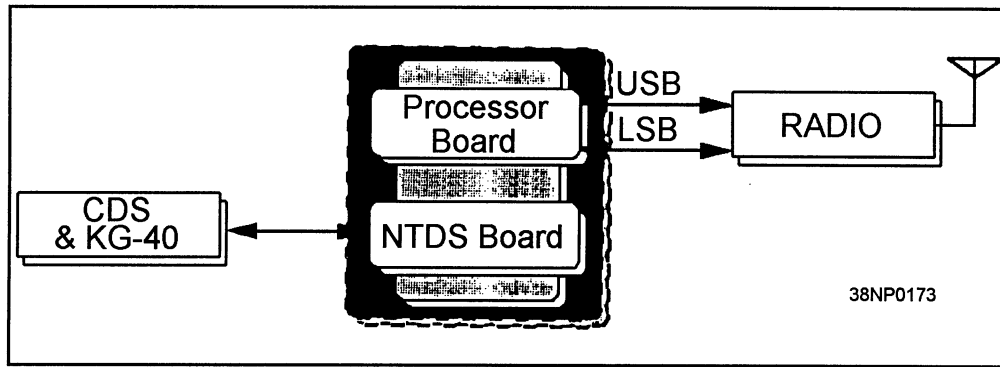 Processor
Board
USB
LSB
RADIO
CDS
& KG-40
NTDS Board
38NP0173